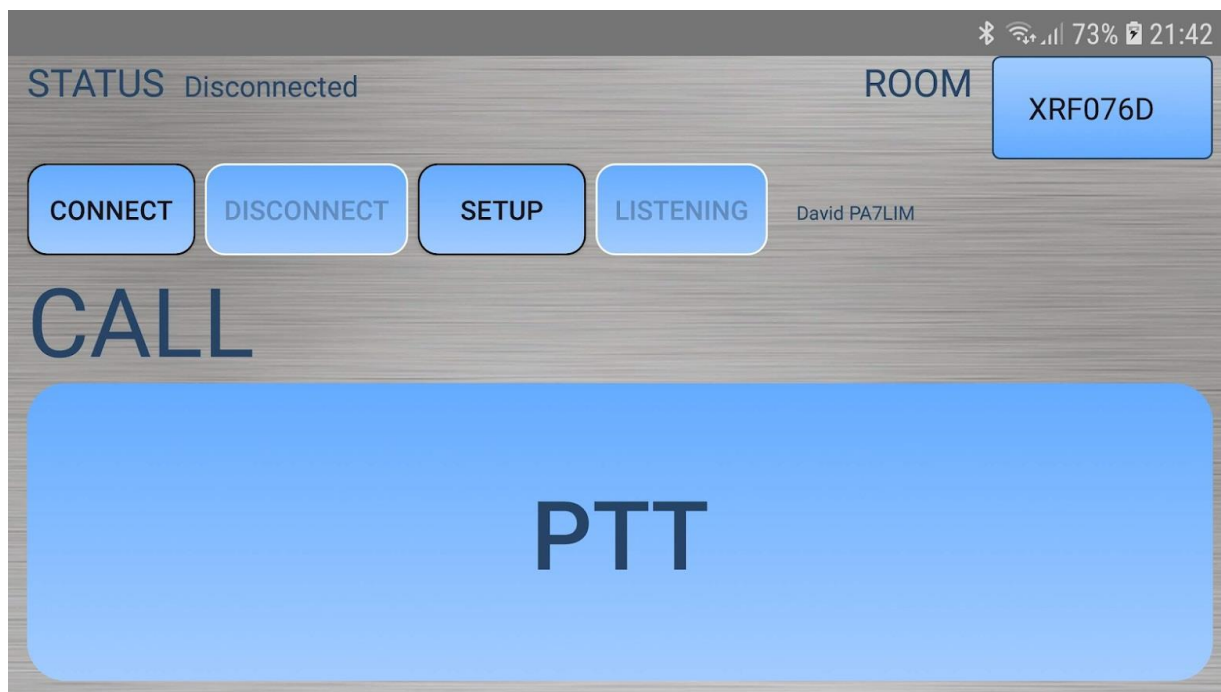 73% 21:42
STATUS Disconnected ROOM XRF076D
CONNECT DISCONNECT SETUP LISTENING David PA7LIM
CALL
PTT